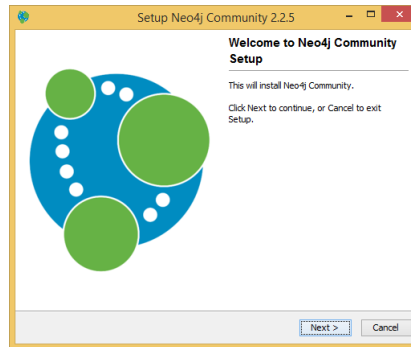 Setup Neo4j Community 2.2.5
Welcome to Neo4j Community
Setup
This will install Neo4j Community.
Click Next to continue, or Cancel to exit
Setup.
Next >
Cancel